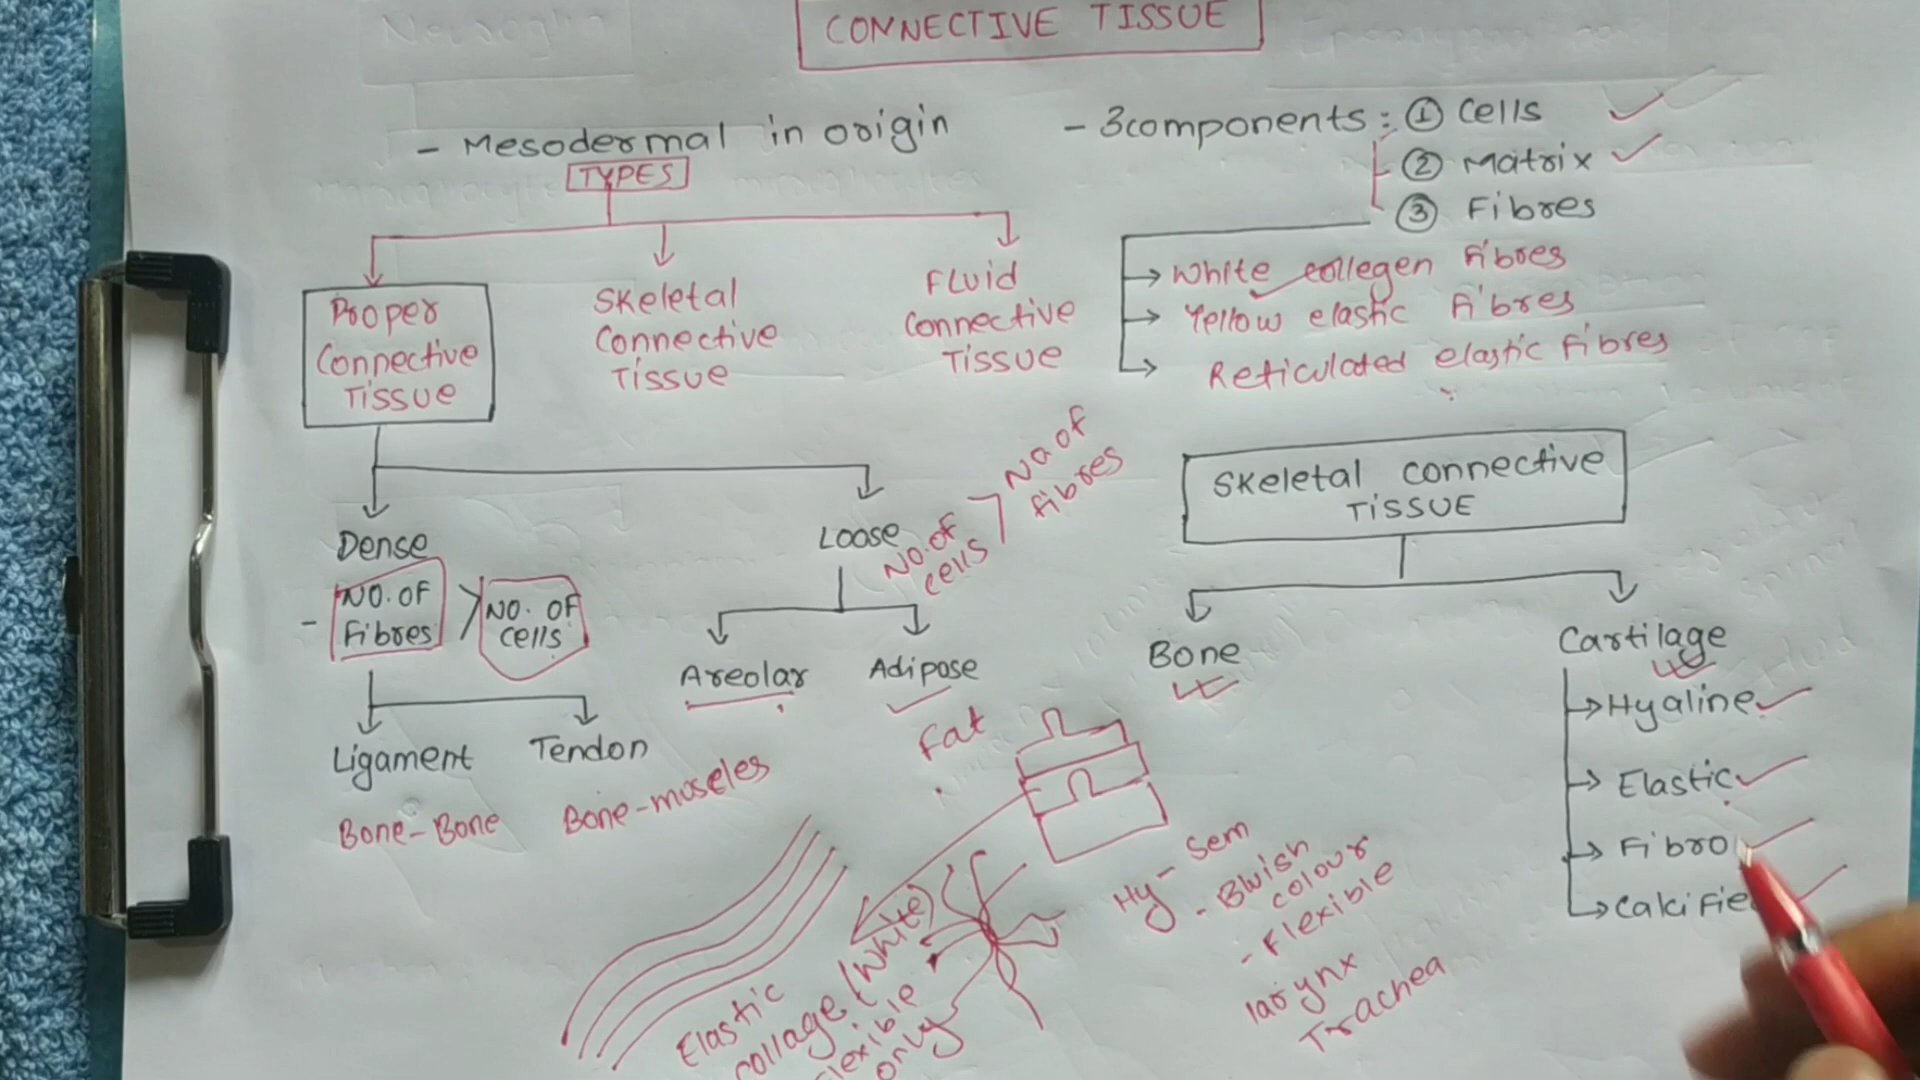 CONNECTIVE TISSUE
- Mesodermal in origin
- 3components : ① Cells
② Matrix
③ Fibres
TYPES
Proper
Connective
Tissue
Skeletal
Connective
Tissue
Fluid
Connective
Tissue
White collegen Fibres
Yellow elastic Fibres
Reticulated elastic Fibres
Dense
- NO. OF
Fibres
> NO. OF
cells
Loose
NO. of
cells
> No of
fibres
Ligament
Tendon
Bone-Bone
Bone-muscles
Areolar
Adipose
Fat
Skeletal connective
Tissue
Bone
Cartilage
Hyaline
Elastic
Fibro
Calcifie
Elastic
collage (White)
flexible
only
Hy - Sem
- Bluish
colour
- Flexible
larynx
Trachea